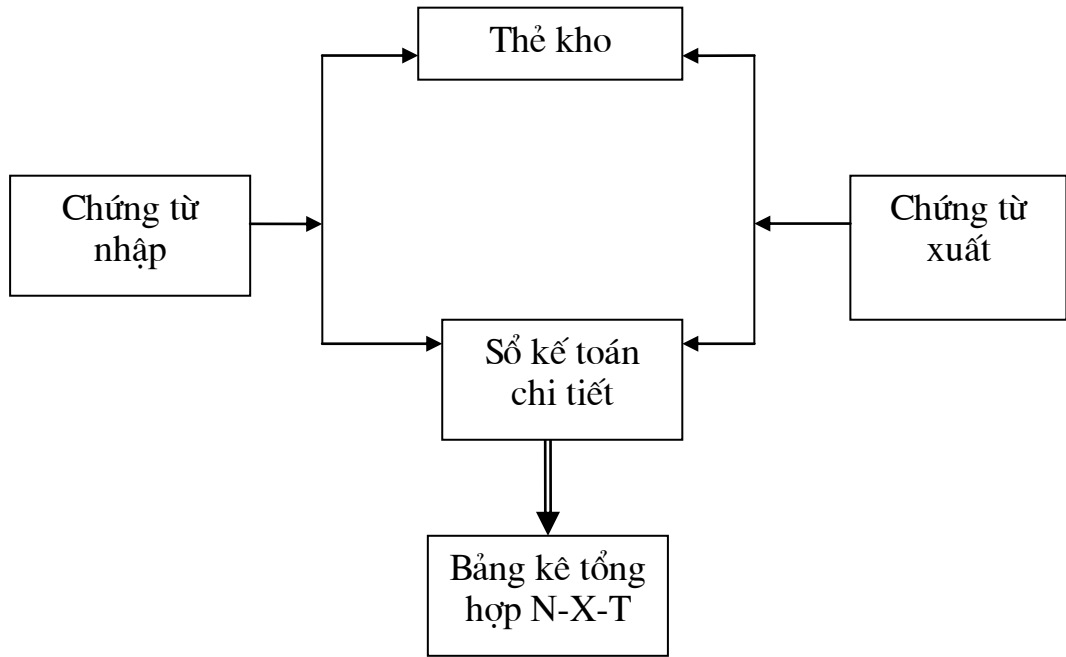 Thẻ kho
Chứng từ
nhập
Chứng từ
xuất
Sổ kế toán
chi tiết
Bảng kê tổng
hợp N-X-T